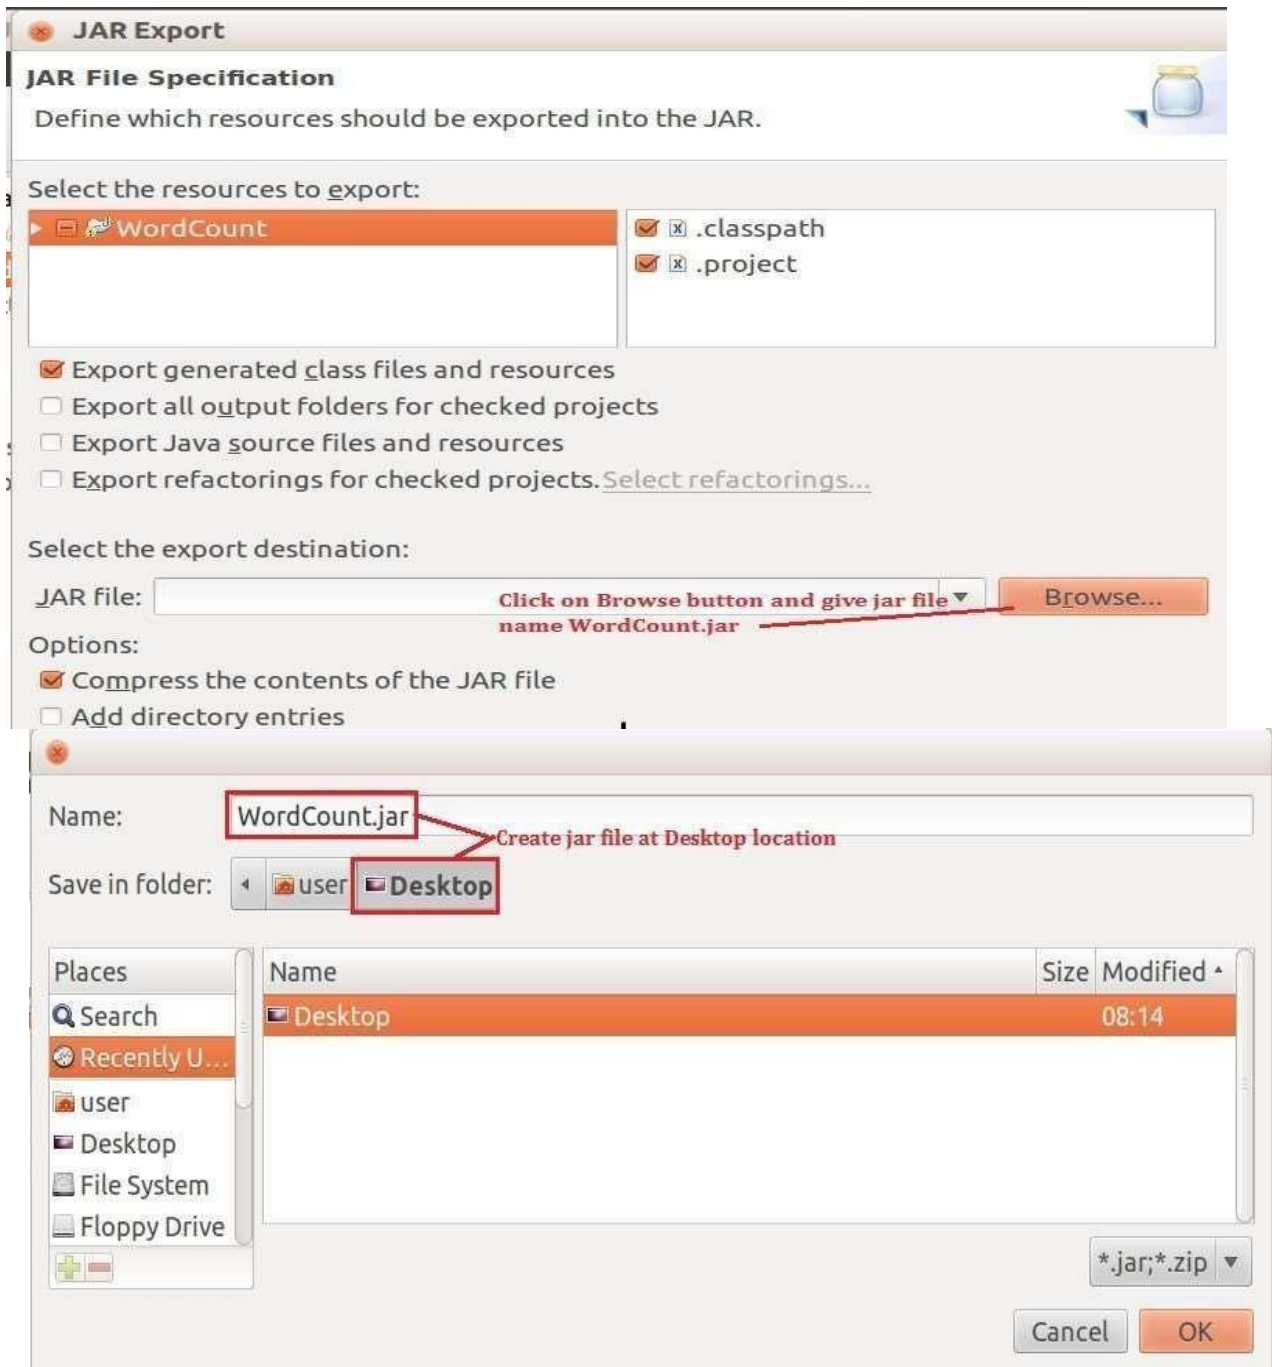 JAR Export
JAR File Specification
Define which resources should be exported into the JAR.
Select the resources to export:
WordCount
.classpath
.project
Export generated class files and resources
Export all output folders for checked projects
Export Java source files and resources
Export refactorings for checked projects. Select refactorings...
Select the export destination:
JAR file:
Browse...
Click on Browse button and give jar file
name WordCount.jar
Options:
Compress the contents of the JAR file
Add directory entries
Name:
WordCount.jar
Create jar file at Desktop location
Save in folder:
user
Desktop
Places
Name
Size
Modified
Search
Desktop
08:14
Recently U...
user
Desktop
File System
Floppy Drive
*.jar;*.zip
Cancel
OK